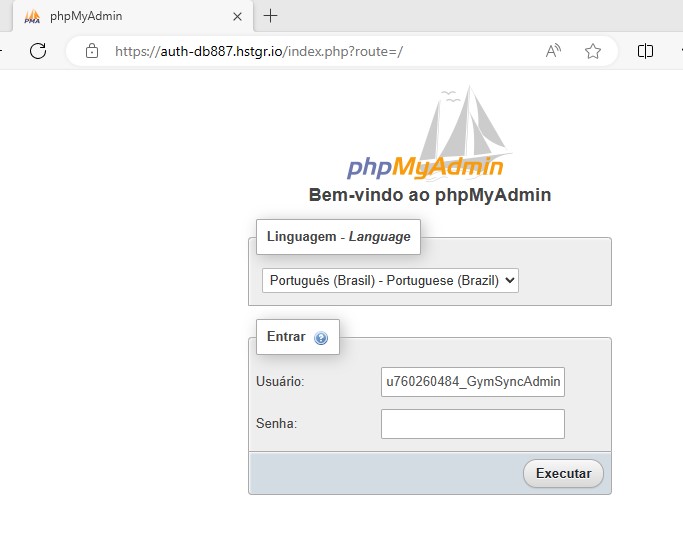 PMA
phpMyAdmin
https://auth-db887.hstgr.io/index.php?route=/
phpMyAdmin
Bem-vindo ao phpMyAdmin
Linguagem - Language
Português (Brasil) - Portuguese (Brazil)
Entrar
Usuário: u760260484_GymSyncAdmin
Senha:
Executar